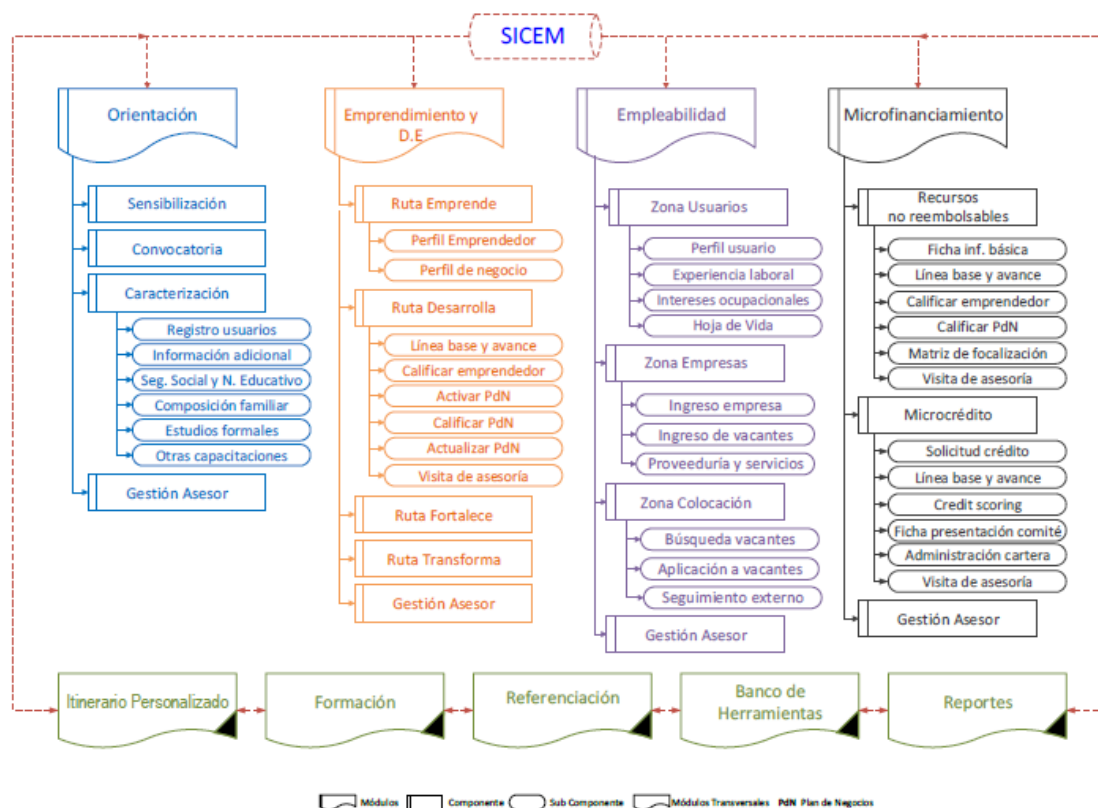 SICEM
Orientación
Sensibilización
Convocatoria
Caracterización
Registro usuarios
Información adicional
Seg. Social y N. Educativo
Composición familiar
Estudios formales
Otras capacitaciones
Gestión Asesor
Emprendimiento y
D.E
Ruta Emprende
Perfil Emprendedor
Perfil de negocio
Ruta Desarrolla
Línea base y avance
Calificar emprendedor
Activar PdN
Calificar PdN
Actualizar PdN
Visita de asesoría
Ruta Fortalece
Ruta Transforma
Gestión Asesor
Empleabilidad
Zona Usuarios
Perfil usuario
Experiencia laboral
Intereses ocupacionales
Hoja de Vida
Zona Empresas
Ingreso empresa
Ingreso de vacantes
Proveeduría y servicios
Zona Colocación
Búsqueda vacantes
Aplicación a vacantes
Seguimiento externo
Gestión Asesor
Microfinanciamiento
Recursos
no reembolsables
Ficha inf. básica
Línea base y avance
Calificar emprendedor
Calificar PdN
Matriz de focalización
Visita de asesoría
Microcrédito
Solicitud crédito
Línea base y avance
Credit scoring
Ficha presentación comité
Administración cartera
Visita de asesoría
Gestión Asesor
Itinerario Personalizado
Formación
Referenciación
Banco de
Herramientas
Reportes
Módulos Componente Sub Componente Módulos Transversales PdN Plan de Negocios